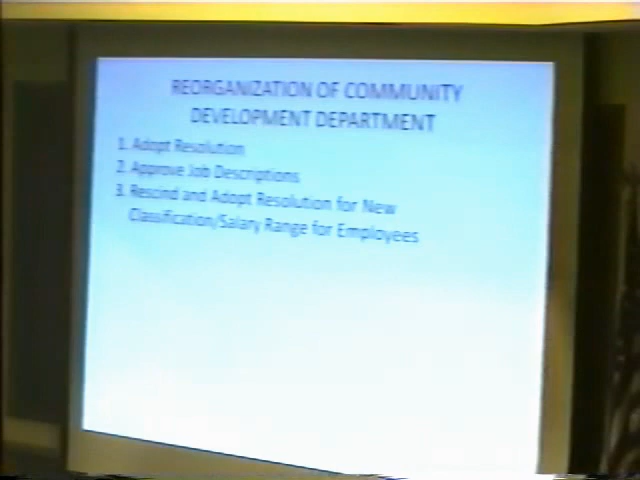 REORGANIZATION OF COMMUNITY
DEVELOPMENT DEPARTMENT
1. Adopt Resolution
2. Approve Job Descriptions
3. Rescind and Adopt Resolution for New
Classification/Salary Range for Employees